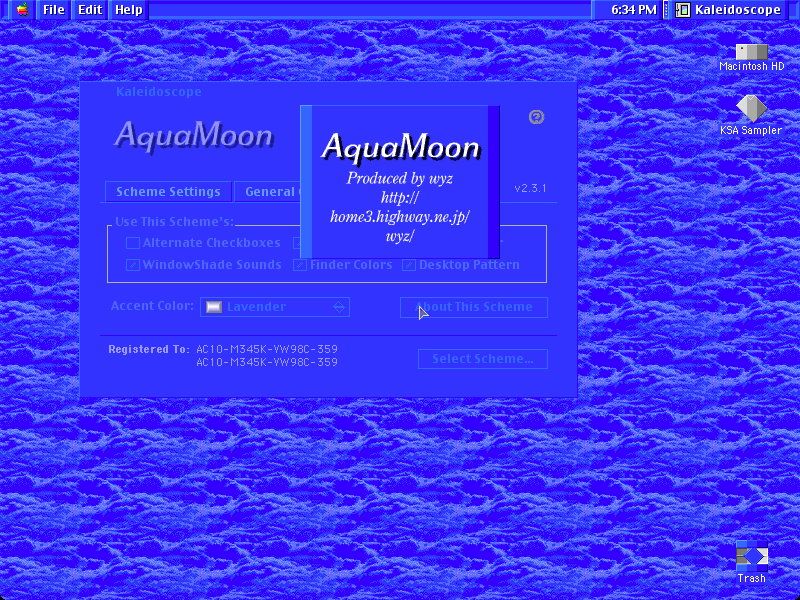 File Edit Help 6:34 PM Kaleidoscope
Macintosh HD
KSA Sampler
Kaleidoscope
AquaMoon
AquaMoon
Produced by wyz
http://
home3.highway.ne.jp/
wyz/
v2.3.1
Scheme Settings General
Use This Scheme's:
Alternate Checkboxes
WindowShade Sounds Finder Colors Desktop Pattern
Accent Color: Lavender About This Scheme
Registered To: AC10-M345K-VW98C-359
AC10-M345K-VW98C-359
Select Scheme...
Trash